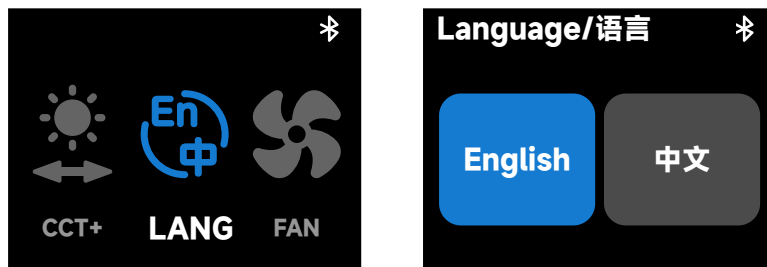 En
中
CCT+ LANG FAN
Language/语言
English 中文